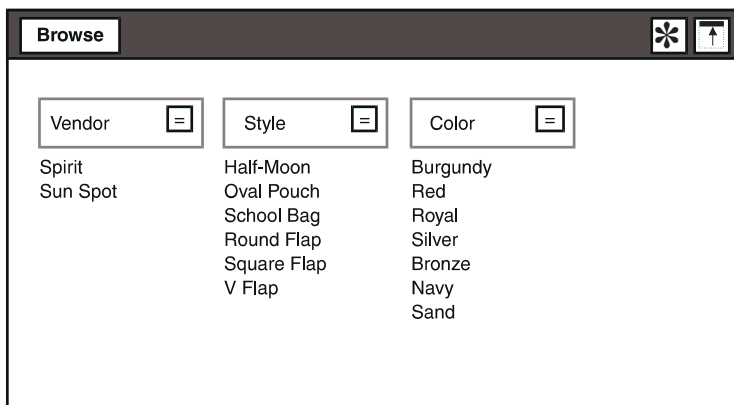 Browse
Vendor =
Style =
Color =
Spirit
Sun Spot
Half-Moon
Oval Pouch
School Bag
Round Flap
Square Flap
V Flap
Burgundy
Red
Royal
Silver
Bronze
Navy
Sand